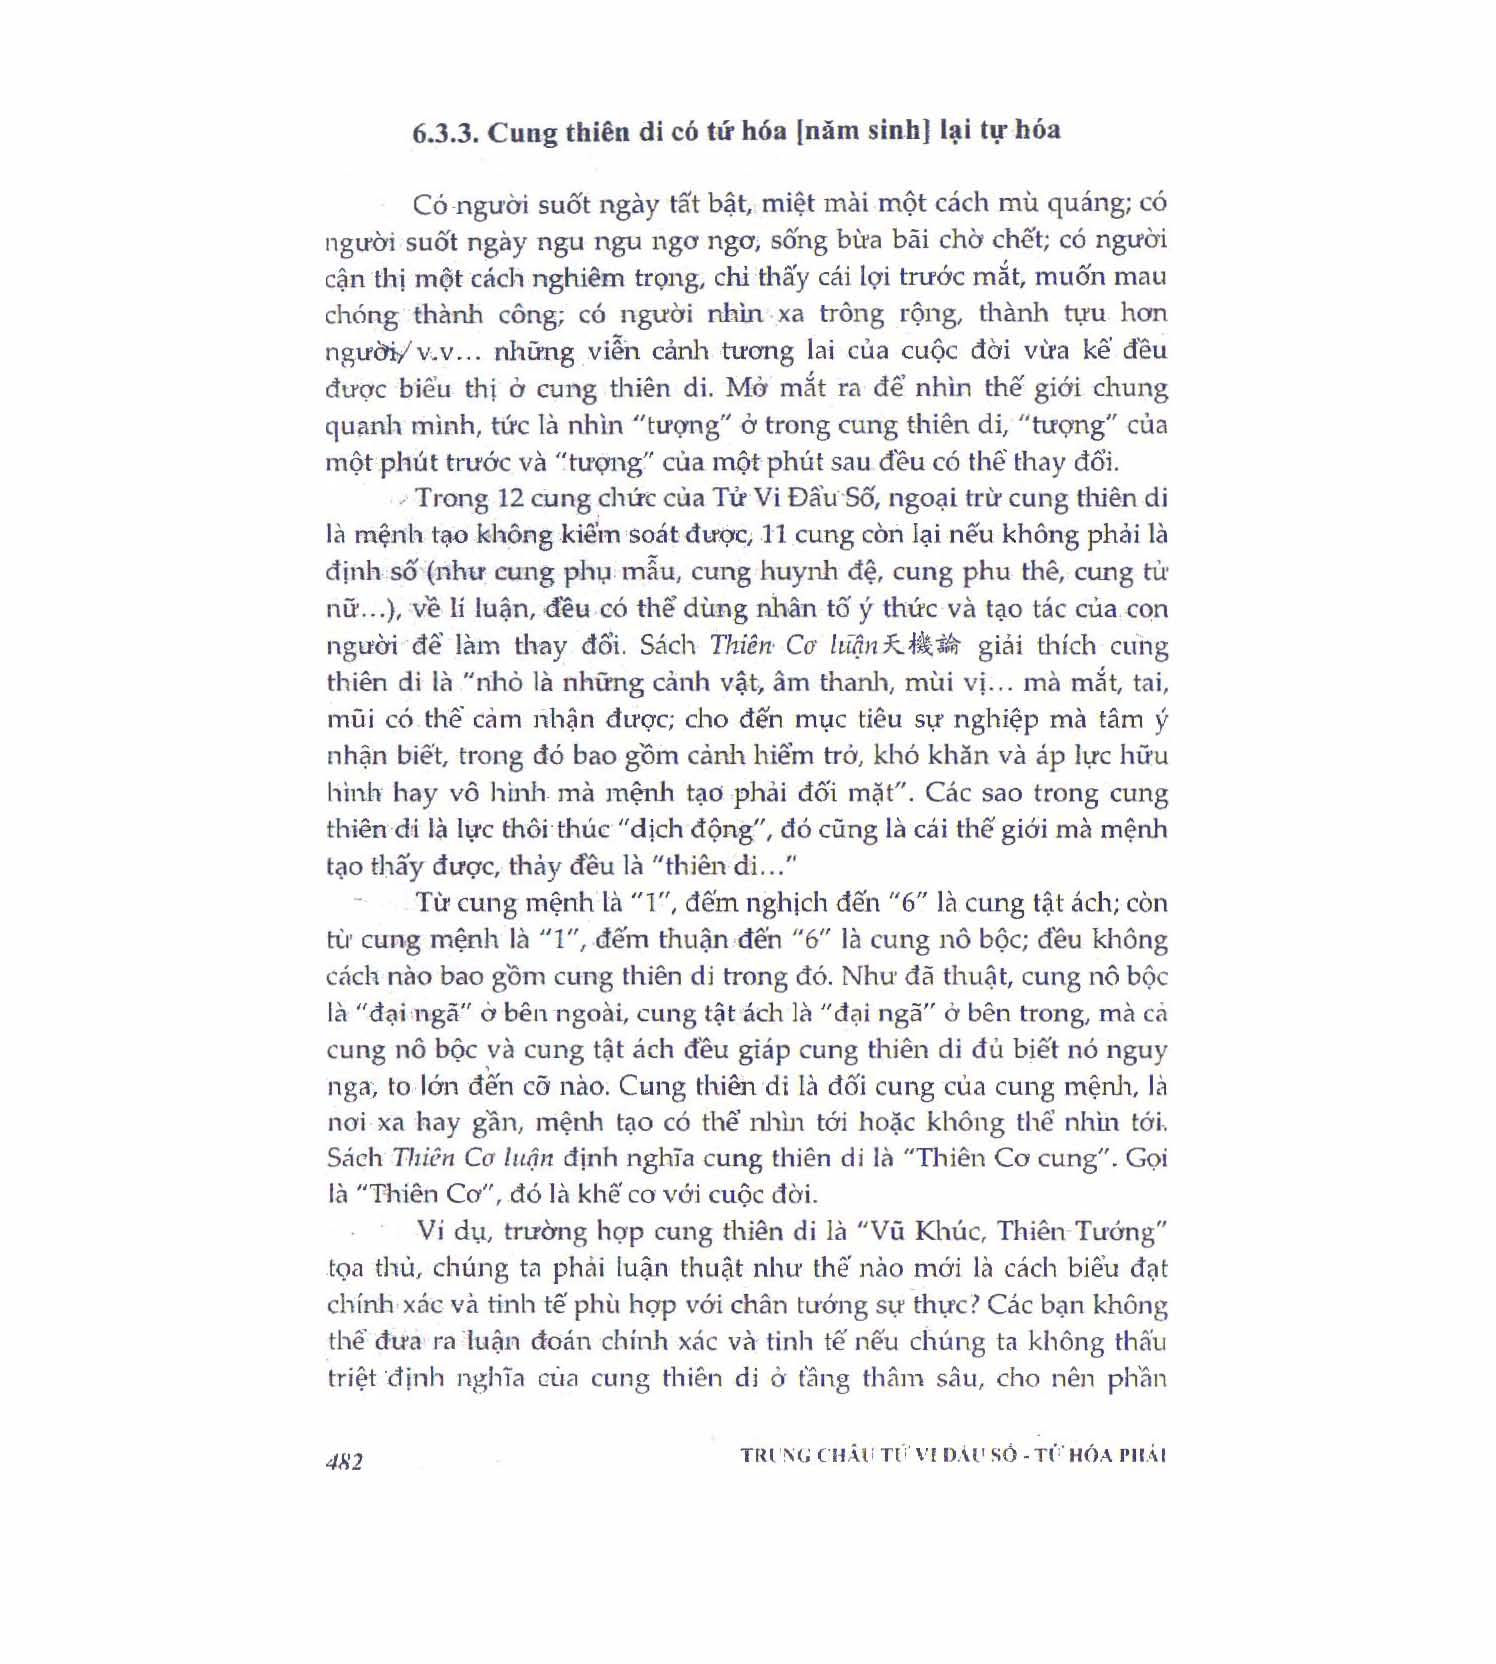 6.3.3. Cung thiên di có tứ hóa [năm sinh] lại tự hóa
Có người suốt ngày tất bật, miệt mài một cách mù quáng; có
người suốt ngày ngu ngu ngơ ngơ, sống bừa bãi chờ chết; có người
cận thị một cách nghiêm trọng, chỉ thấy cái lợi trước mắt, muốn mau
chóng thành công; có người nhìn xa trông rộng, thành tựu hơn
người, v.v... những viễn cảnh tương lai của cuộc đời vừa kể đều
được biểu thị ở cung thiên di. Mở mắt ra để nhìn thế giới chung
quanh mình, tức là nhìn "tượng" ở trong cung thiên di, "tượng" của
một phút trước và "tượng" của một phút sau đều có thể thay đổi.
Trong 12 cung chức của Tử Vi Đẩu Số, ngoại trừ cung thiên di
là mệnh tạo không kiểm soát được, 11 cung còn lại nếu không phải là
định số (như cung phụ mẫu, cung huynh đệ, cung phu thê, cung tử
nữ...), về lí luận, đều có thể dùng nhân tố ý thức và tạo tác của con
người để làm thay đổi. Sách Thiên Cơ luận天機論 giải thích cung
thiên di là "nhỏ là những cảnh vật, âm thanh, mùi vị... mà mắt, tai,
mũi có thể cảm nhận được; cho đến mục tiêu sự nghiệp mà tâm ý
nhận biết, trong đó bao gồm cảnh hiểm trở, khó khăn và áp lực hữu
hình hay vô hình mà mệnh tạo phải đối mặt". Các sao trong cung
thiên di là lực thôi thúc "dịch động", đó cũng là cái thế giới mà mệnh
tạo thấy được, thảy đều là "thiên di..."
Từ cung mệnh là "1", đếm nghịch đến "6" là cung tật ách; còn
từ cung mệnh là "1", đếm thuận đến "6" là cung nô bộc; đều không
cách nào bao gồm cung thiên di trong đó. Như đã thuật, cung nô bộc
là "đại ngã" ở bên ngoài, cung tật ách là "đại ngã" ở bên trong, mà cả
cung nô bộc và cung tật ách đều giáp cung thiên di đủ biết nó nguy
nga, to lớn đến cỡ nào. Cung thiên di là đối cung của cung mệnh, là
nơi xa hay gần, mệnh tạo có thể nhìn tới hoặc không thể nhìn tới.
Sách Thiên Cơ luận định nghĩa cung thiên di là "Thiên Cơ cung". Gọi
là "Thiên Cơ", đó là khế cơ với cuộc đời.
Ví dụ, trường hợp cung thiên di là "Vũ Khúc, Thiên Tướng"
tọa thủ, chúng ta phải luận thuật như thế nào mới là cách biểu đạt
chính xác và tinh tế phù hợp với chân tướng sự thực? Các bạn không
thể đưa ra luận đoán chính xác và tinh tế nếu chúng ta không thấu
triệt định nghĩa của cung thiên di ở tầng thâm sâu, cho nên phần
482
TRUNG CHÂU TỬ VI ĐẨU SỐ - TỨ HÓA PHÁI